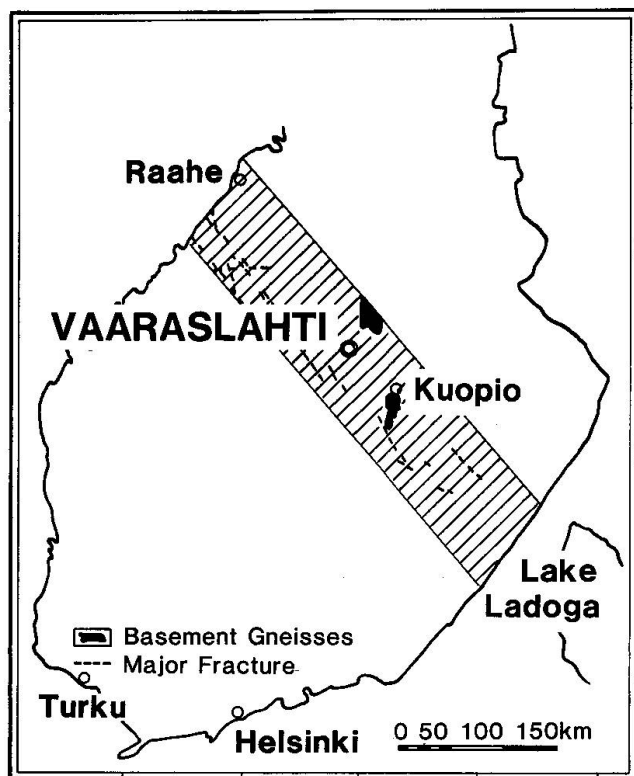 Raahe
VAARASLAHTI
Kuopio
Lake
Ladoga
Basement Gneisses
Major Fracture
Turku
Helsinki
0 50 100 150km